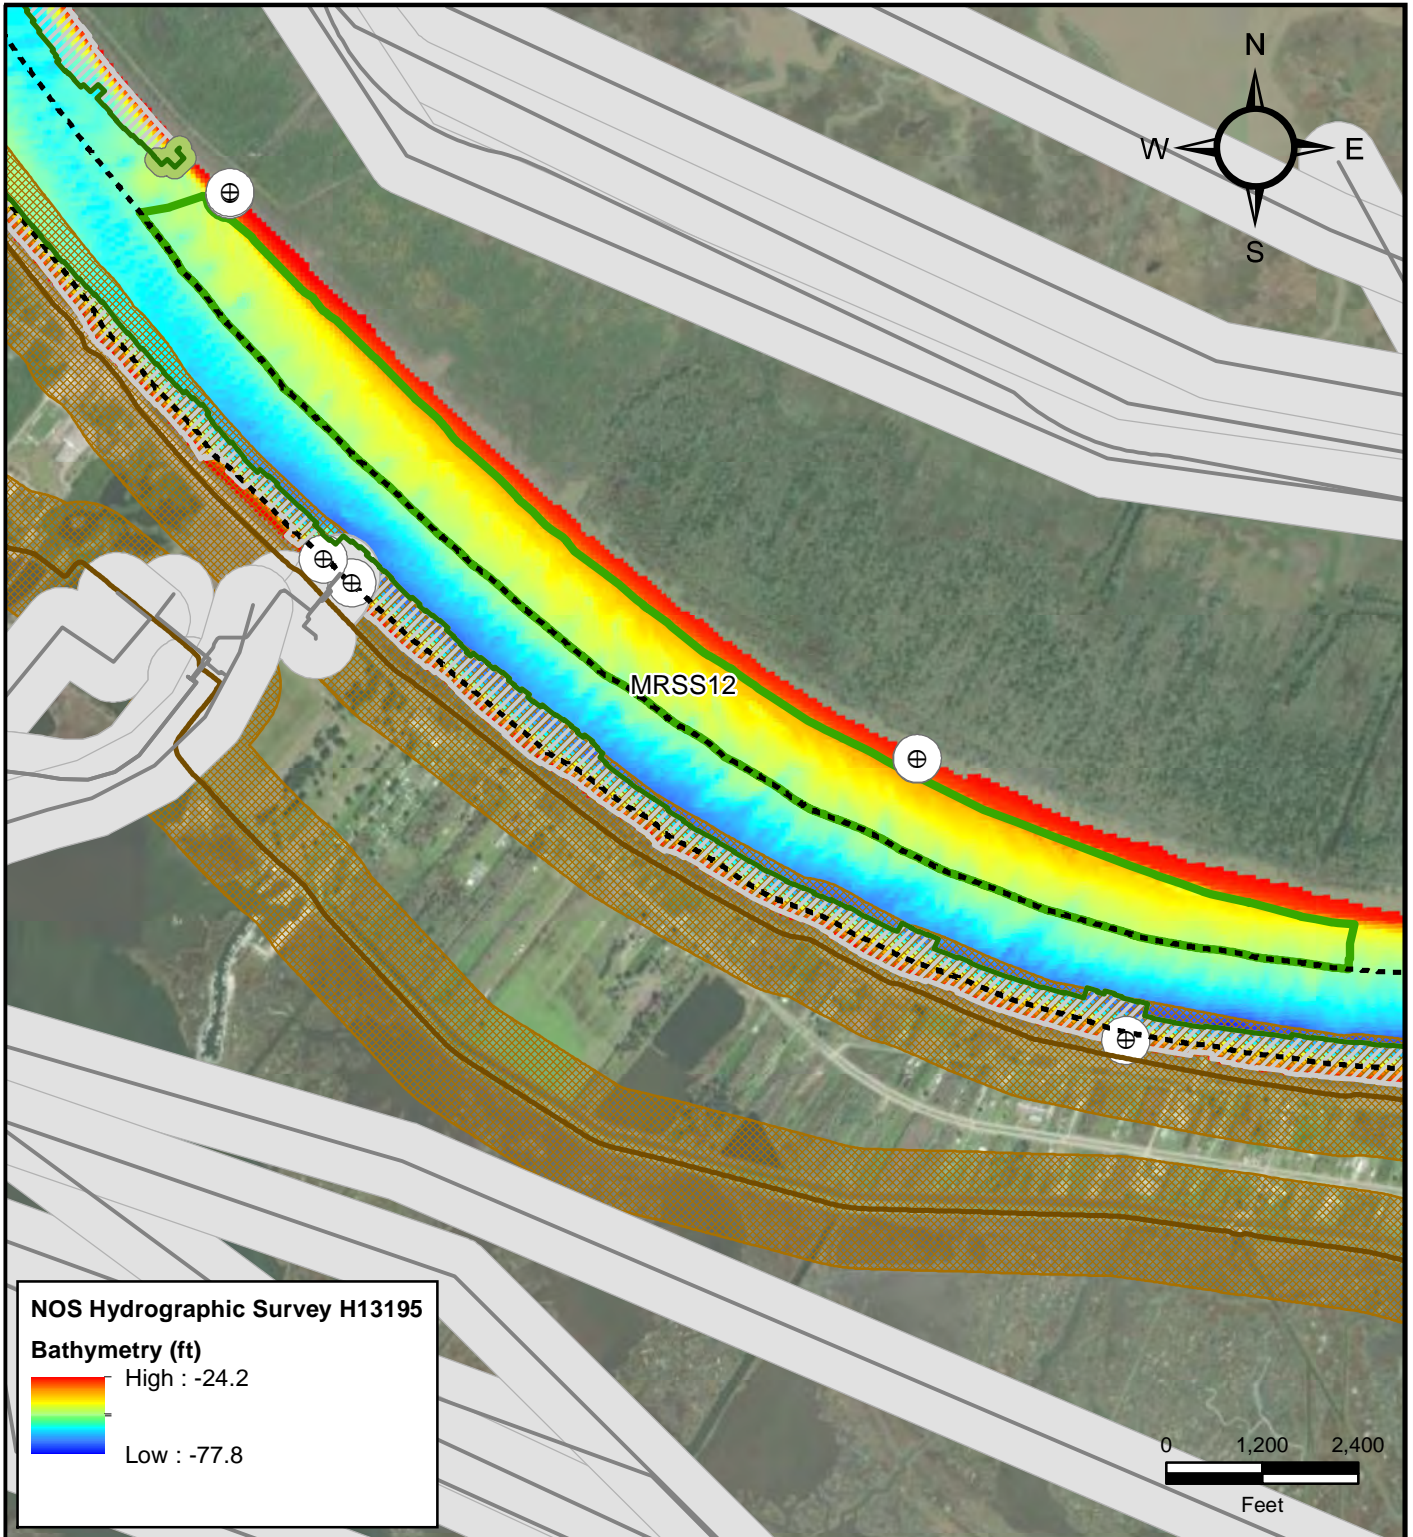 N
W E
S
MRSS12
NOS Hydrographic Survey H13195
Bathymetry (ft)
High : -24.2
Low : -77.8
0 1,200 2,400
Feet